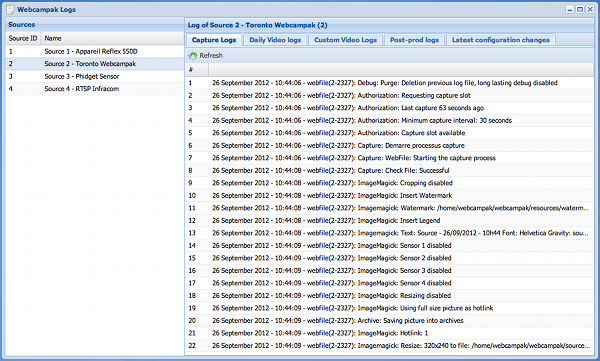 Webcampak Logs
Sources
Source ID Name
1 Source 1 - Appareil Reflex 550D
2 Source 2 - Toronto Webcampak
3 Source 3 - Phidget Sensor
4 Source 4 - RTSP Infracom
Log of Source 2 - Toronto Webcampak (2)
Capture Logs Daily Video logs Custom Video Logs Post-prod logs Latest configuration changes
Refresh
#
1 26 September 2012 - 10:44:06 - webfile(2-2327): Debug: Purge: Deletion previous log file, long lasting debug disabled
2 26 September 2012 - 10:44:06 - webfile(2-2327): Authorization: Requesting capture slot
3 26 September 2012 - 10:44:06 - webfile(2-2327): Authorization: Last capture 63 seconds ago
4 26 September 2012 - 10:44:06 - webfile(2-2327): Authorization: Minimum capture interval: 30 seconds
5 26 September 2012 - 10:44:06 - webfile(2-2327): Authorization: Capture slot available
6 26 September 2012 - 10:44:06 - webfile(2-2327): Capture: Demarre processus capture
7 26 September 2012 - 10:44:07 - webfile(2-2327): Capture: WebFile: Starting the capture process
8 26 September 2012 - 10:44:08 - webfile(2-2327): Capture: Check File: Successful
9 26 September 2012 - 10:44:08 - webfile(2-2327): ImageMagick: Cropping disabled
10 26 September 2012 - 10:44:08 - webfile(2-2327): ImageMagick: Insert Watermark
11 26 September 2012 - 10:44:08 - webfile(2-2327): Imagemagick: Watermark: /home/webcampak/webcampak/resources/waterm...
12 26 September 2012 - 10:44:08 - webfile(2-2327): ImageMagick: Insert Legend
13 26 September 2012 - 10:44:08 - webfile(2-2327): Imagemagick: Text: Source - 26/09/2012 - 10h44 Font: Helvetica Gravity: sou...
14 26 September 2012 - 10:44:09 - webfile(2-2327): ImageMagick: Sensor 1 disabled
15 26 September 2012 - 10:44:09 - webfile(2-2327): ImageMagick: Sensor 2 disabled
16 26 September 2012 - 10:44:09 - webfile(2-2327): ImageMagick: Sensor 3 disabled
17 26 September 2012 - 10:44:09 - webfile(2-2327): ImageMagick: Sensor 4 disabled
18 26 September 2012 - 10:44:09 - webfile(2-2327): ImageMagick: Resizing disabled
19 26 September 2012 - 10:44:09 - webfile(2-2327): ImageMagick: Using full size picture as hotlink
20 26 September 2012 - 10:44:09 - webfile(2-2327): Archive: Saving picture into archives
21 26 September 2012 - 10:44:09 - webfile(2-2327): ImageMagick: Hotlink: 1
22 26 September 2012 - 10:44:09 - webfile(2-2327): Imagemagic: Resize: 320x240 to file: /home/webcampak/webcampak/source...